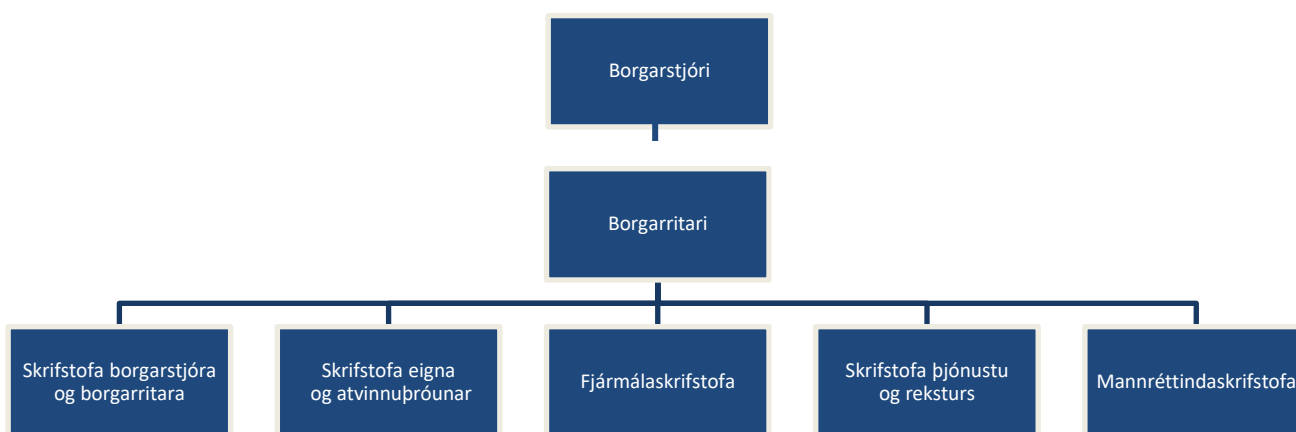 Borgarstjóri
Borgarritari
Skrifstofa borgarstjóra
og borgarritara
Skrifstofa eigna
og atvinnuþróunar
Fjármálaskrifstofa
Skrifstofa þjónustu
og reksturs
Mannréttindaskrifstofa